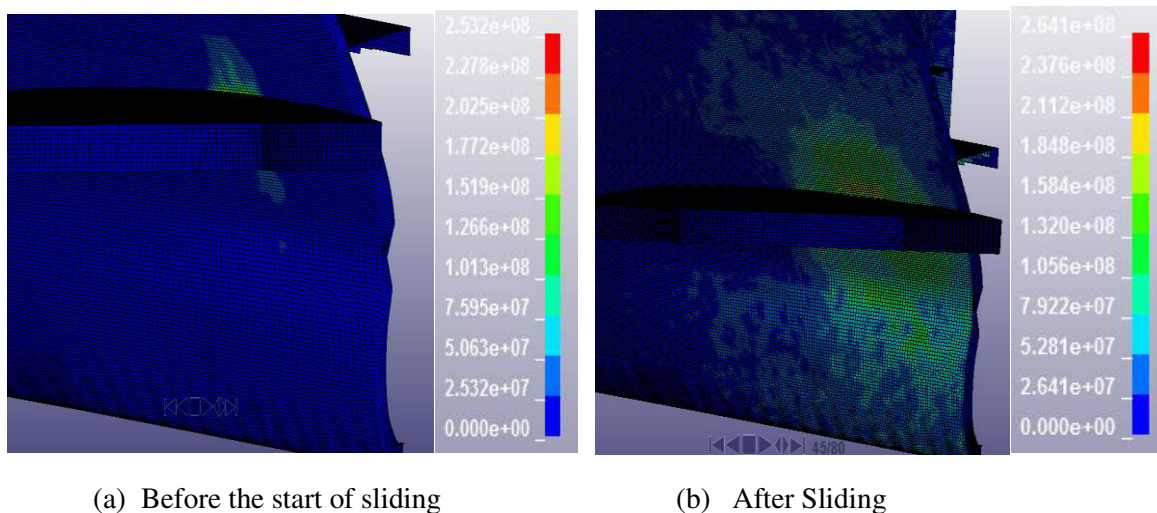 2.532e+08
2.278e+08
2.025e+08
1.772e+08
1.519e+08
1.266e+08
1.013e+08
7.595e+07
5.063e+07
2.532e+07
0.000e+00
2.641e+08
2.376e+08
2.112e+08
1.848e+08
1.584e+08
1.320e+08
1.056e+08
7.922e+07
5.281e+07
2.641e+07
0.000e+00
45/80
(a) Before the start of sliding
(b) After Sliding